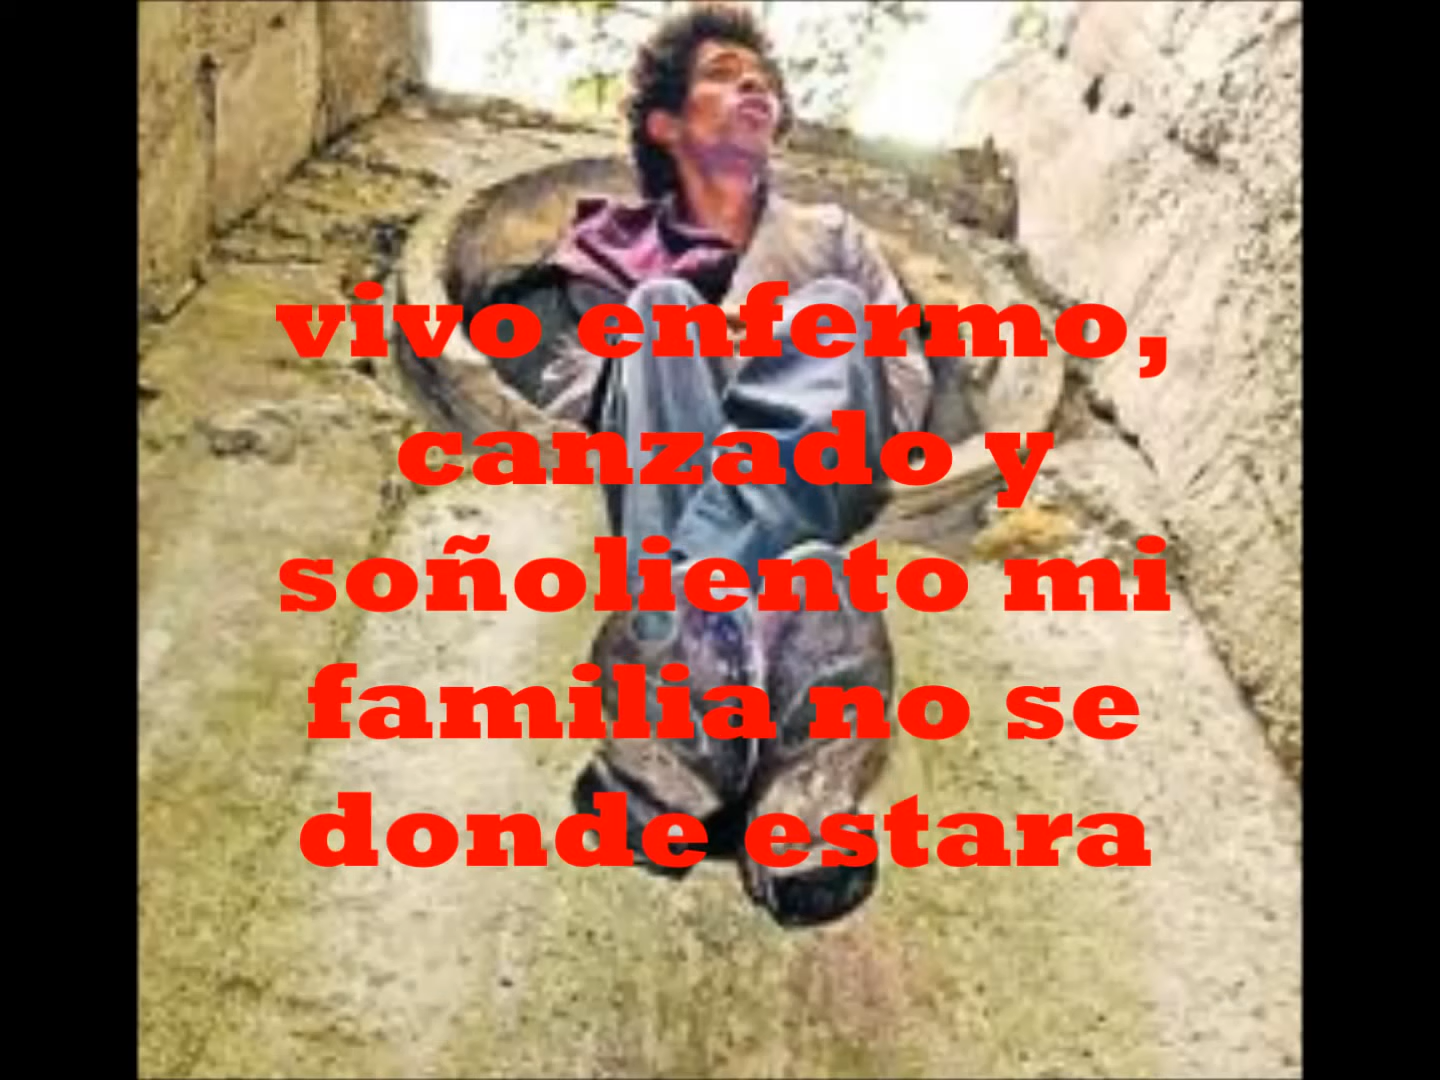 vivo enfermo,
canzado y
soñoliento mi
familia no se
donde estara